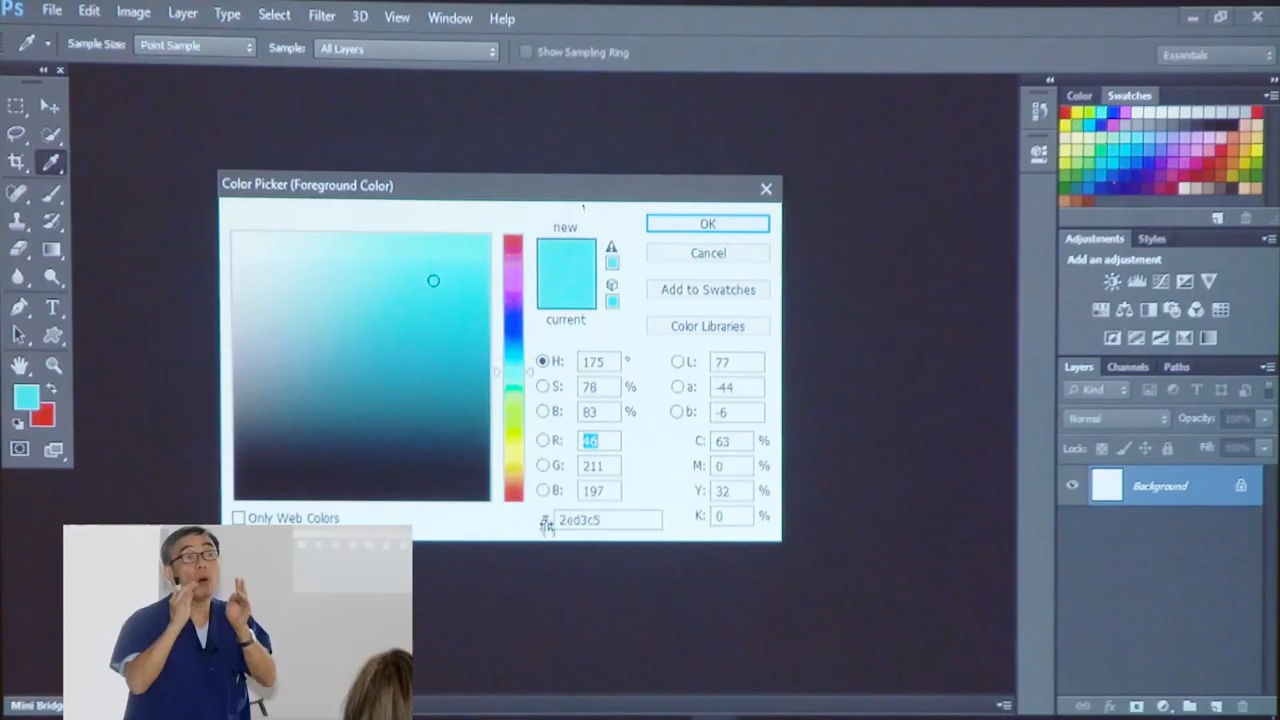 Ps File Edit Image Layer Type Select Filter 3D View Window Help
Sample Size: Point Sample Sample: All Layers Show Sampling Ring Essentials
Color Swatches
Color Picker (Foreground Color)
new
OK
Cancel
Add to Swatches
current
Color Libraries
H: 175 ° L: 77
S: 78 % a: -44
B: 83 % b: -6
R: 46 C: 63 %
G: 211 M: 0 %
B: 197 Y: 32 %
# 2ed3c5 K: 0 %
Only Web Colors
Adjustments Styles
Add an adjustment
Layers Channels Paths
Kind
Normal Opacity: 100%
Lock: Fill: 100%
Background
Mini Bridg